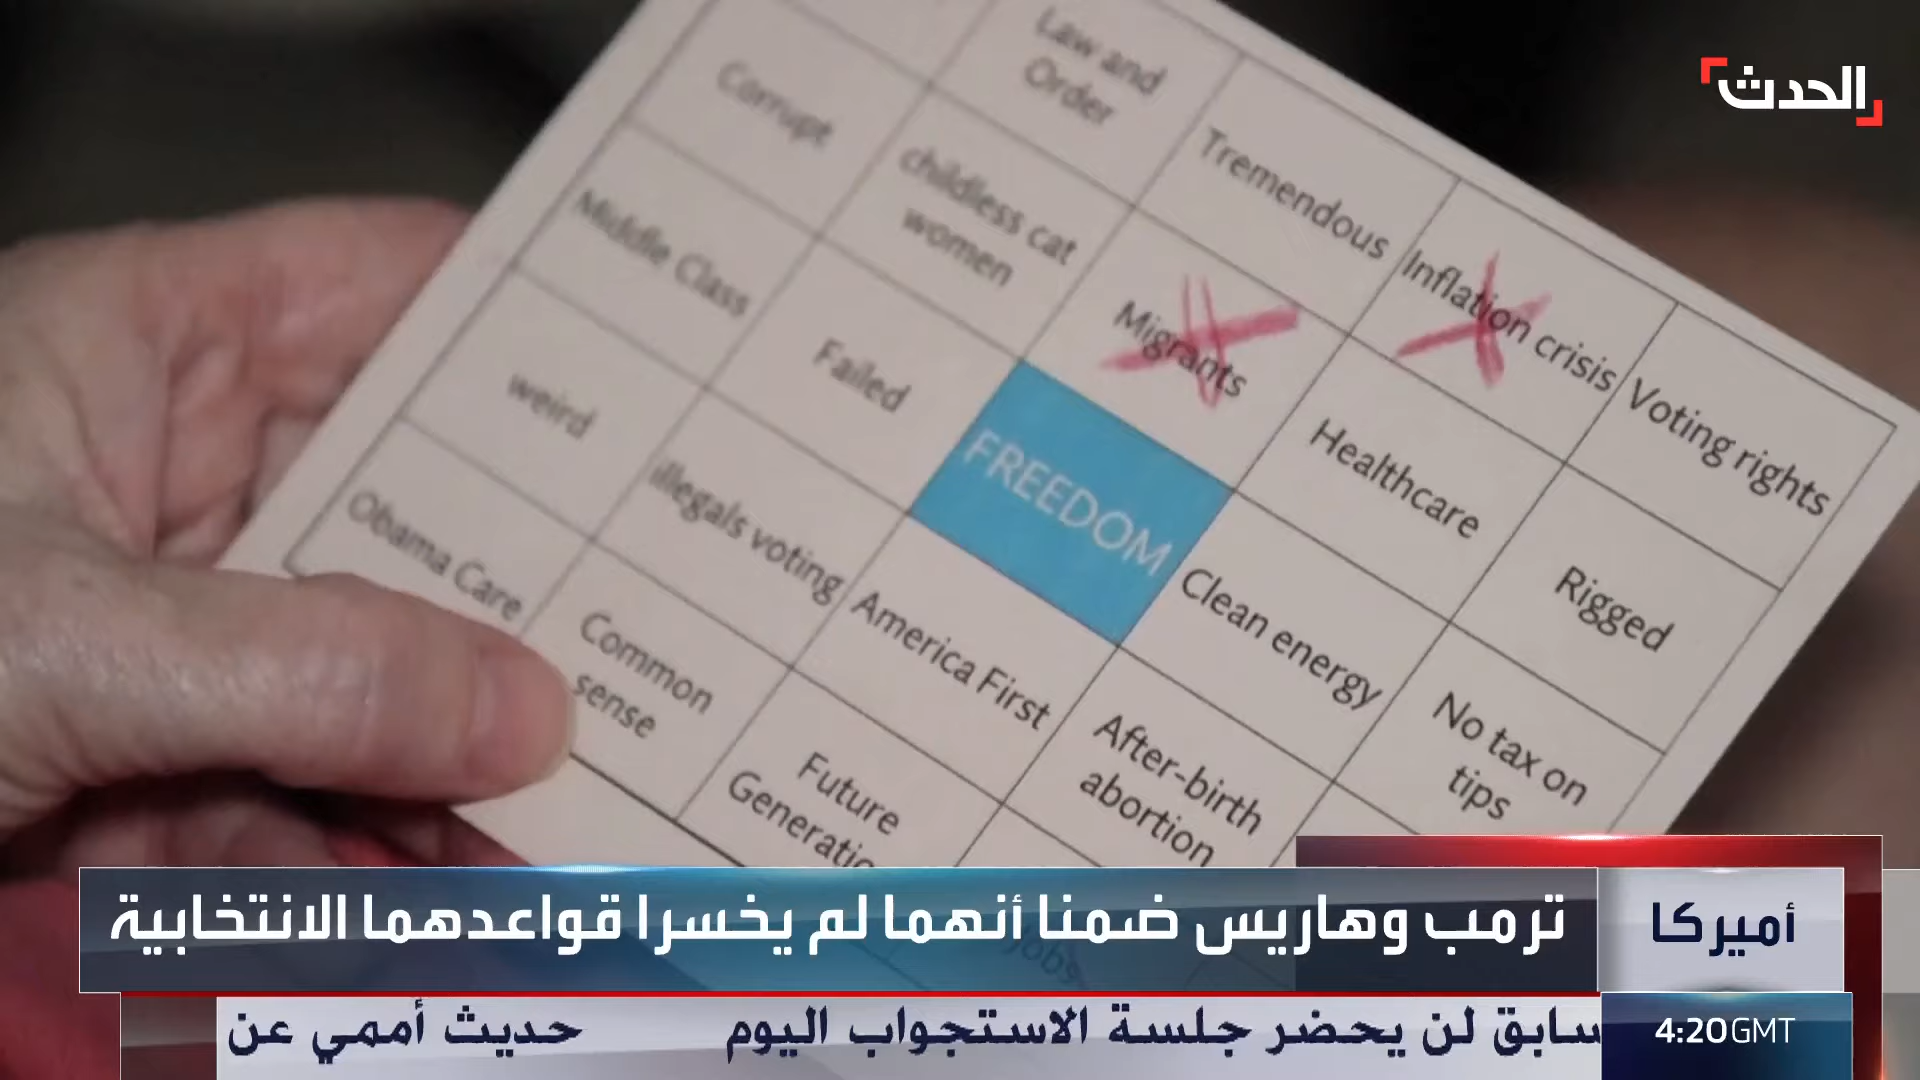 الحدث
Law and
Order
Tremendous
Inflation crisis
Voting rights
Corrupt
childless cat
women
Migrants
Healthcare
Rigged
Middle Class
Failed
FREEDOM
Clean energy
No tax on
tips
weird
illegals voting
America First
After-birth
abortion
Obama Care
Common
sense
Future
Jobs
أميركا
ترمب وهاريس ضمنا أنهما لم يخسرا قواعدهما الانتخابية
سابق لن يحضر جلسة الاستجواب اليوم
حديث أممي عن
4:20GMT